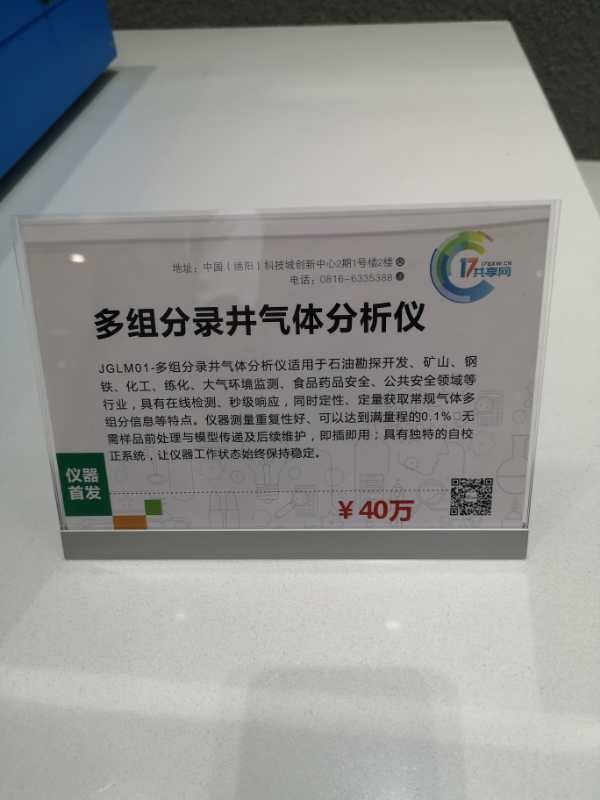 地址：中国（绵阳）科技城创新中心2期1号楼2楼
电话：0816-6335388
17SXW.CN
17共享网
多组分录井气体分析仪
JGLM01-多组分录井气体分析仪适用于石油勘探开发、矿山、钢
铁、化工、练化、大气环境监测、食品药品安全、公共安全领域等
行业，具有在线检测、秒级响应，同时定性、定量获取常规气体多
组分信息等特点。仪器测量重复性好、可以达到满量程的0.1%　无
需样品前处理与模型传递及后续维护，即插即用；具有独特的自校
正系统，让仪器工作状态始终保持稳定。
仪器
首发
￥40万